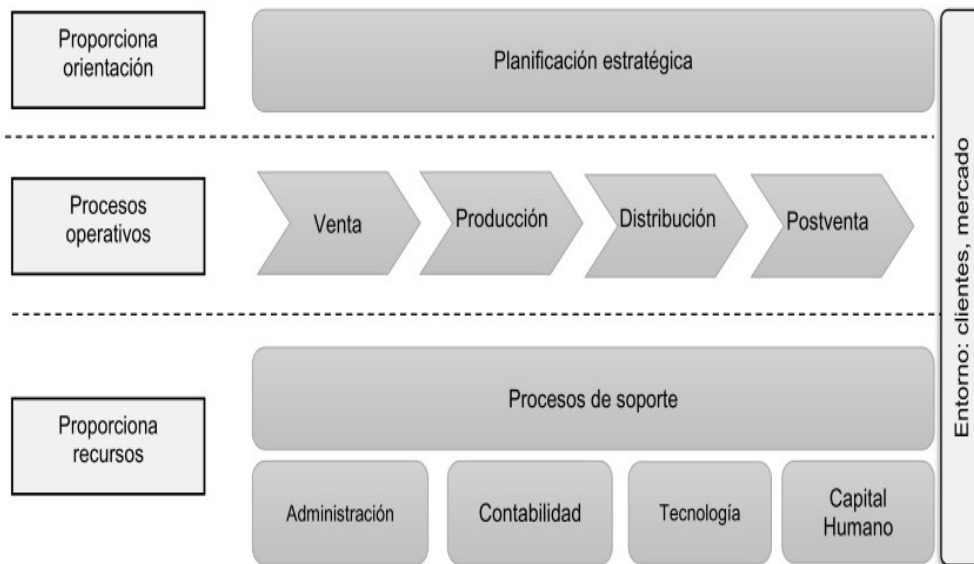 Proporciona
orientación
Planificación estratégica
Procesos
operativos
Venta
Producción
Distribución
Postventa
Proporciona
recursos
Procesos de soporte
Administración
Contabilidad
Tecnología
Capital
Humano
Entorno: clientes, mercado